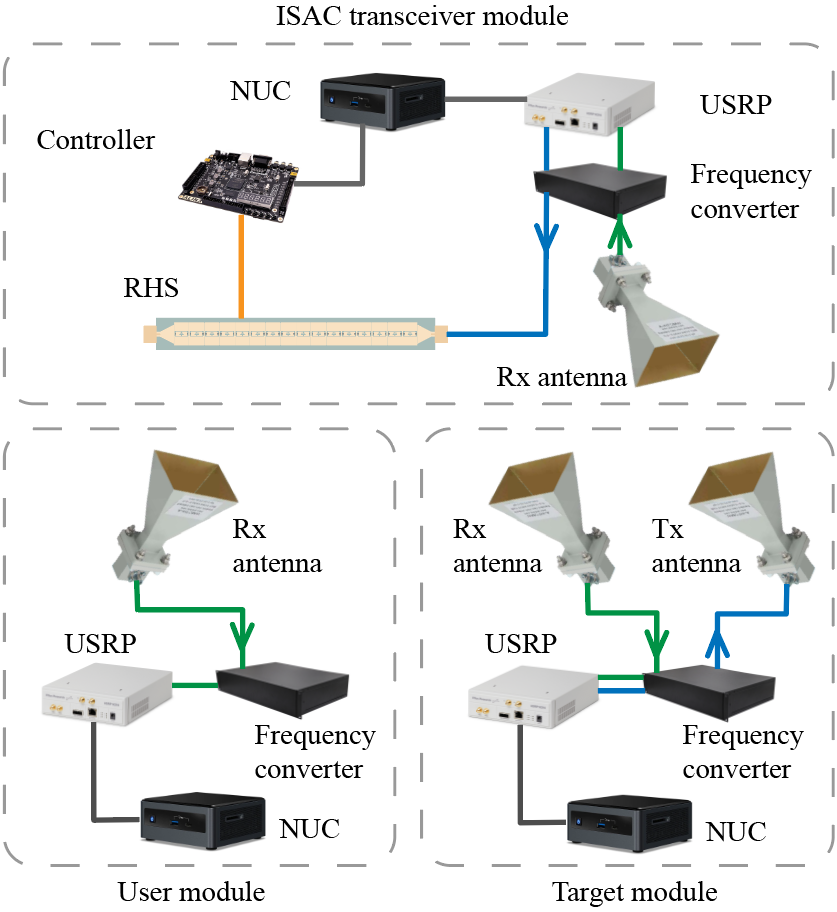 ISAC transceiver module
NUC
USRP
Controller
Frequency
converter
RHS
Rx antenna
Rx
antenna
USRP
Frequency
converter
NUC
User module
Rx
antenna
Tx
antenna
USRP
Frequency
converter
NUC
Target module